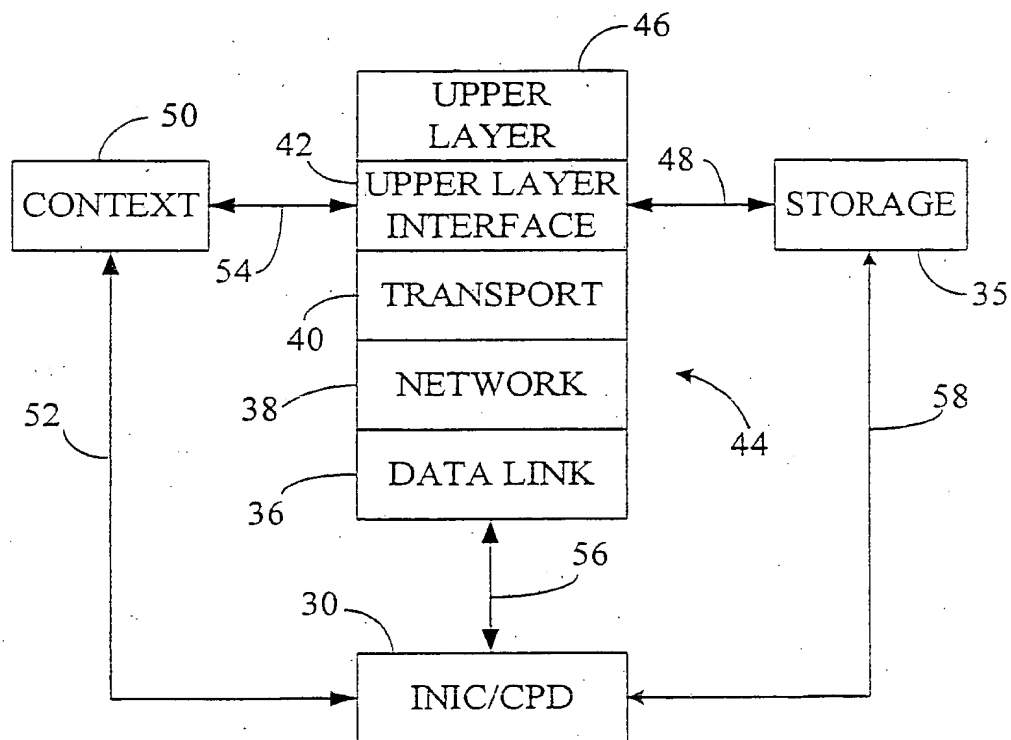 46
UPPER
LAYER
50
42
48
CONTEXT
UPPER LAYER
INTERFACE
STORAGE
54
35
TRANSPORT
40
NETWORK
38
52
58
44
DATA LINK
36
56
30
INIC/CPD